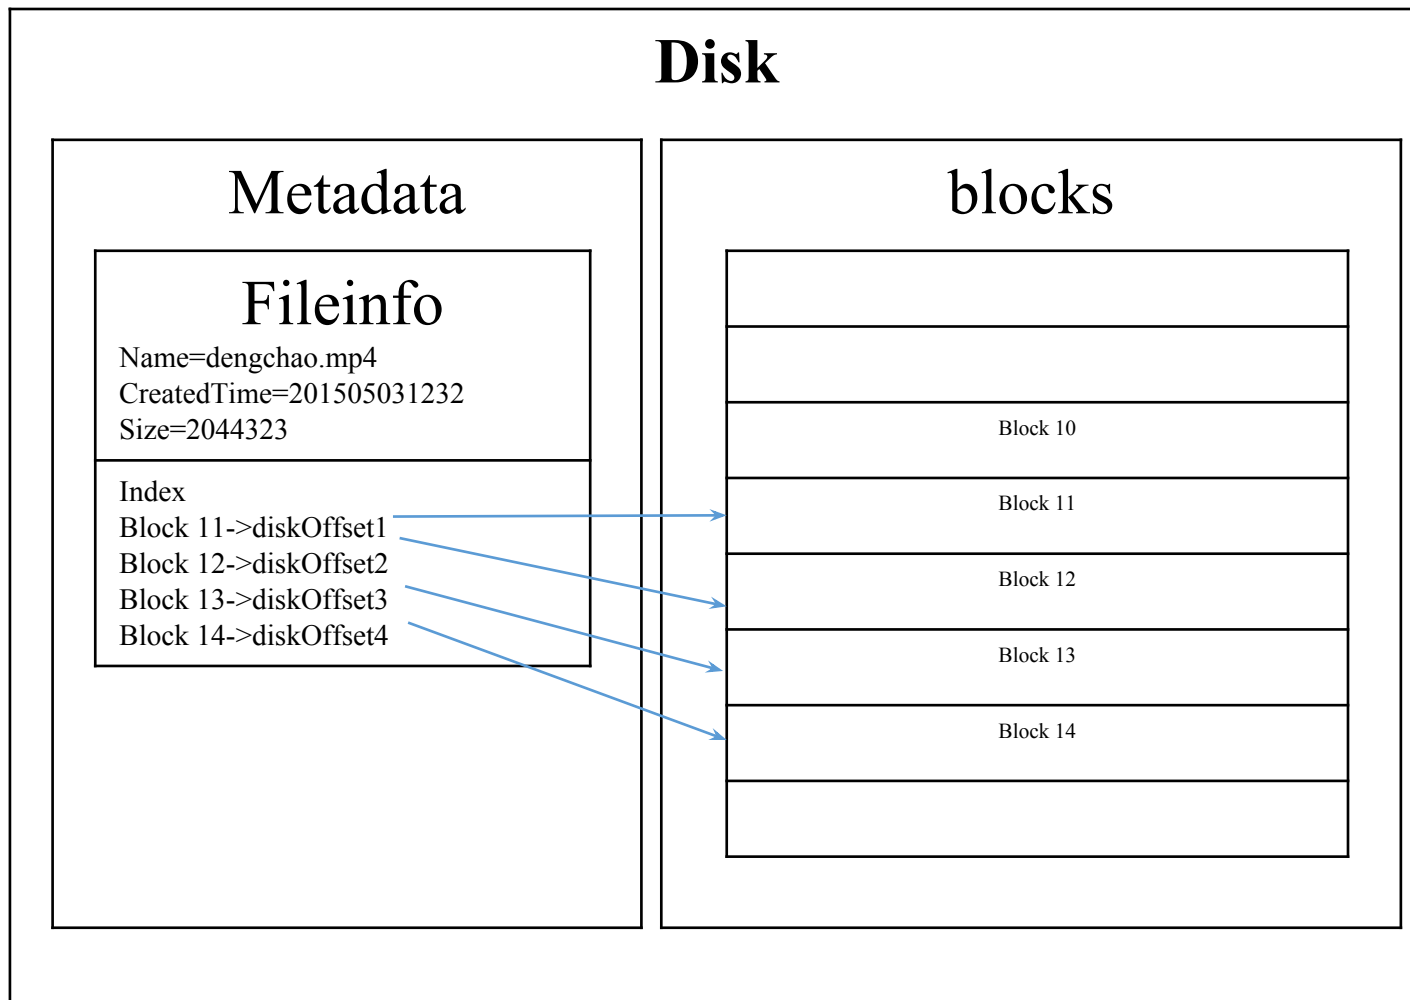 Disk
Metadata
Fileinfo
Name=dengchao.mp4
CreatedTime=201505031232
Size=2044323
Index
Block 11->diskOffset1
Block 12->diskOffset2
Block 13->diskOffset3
Block 14->diskOffset4
blocks
Block 10
Block 11
Block 12
Block 13
Block 14